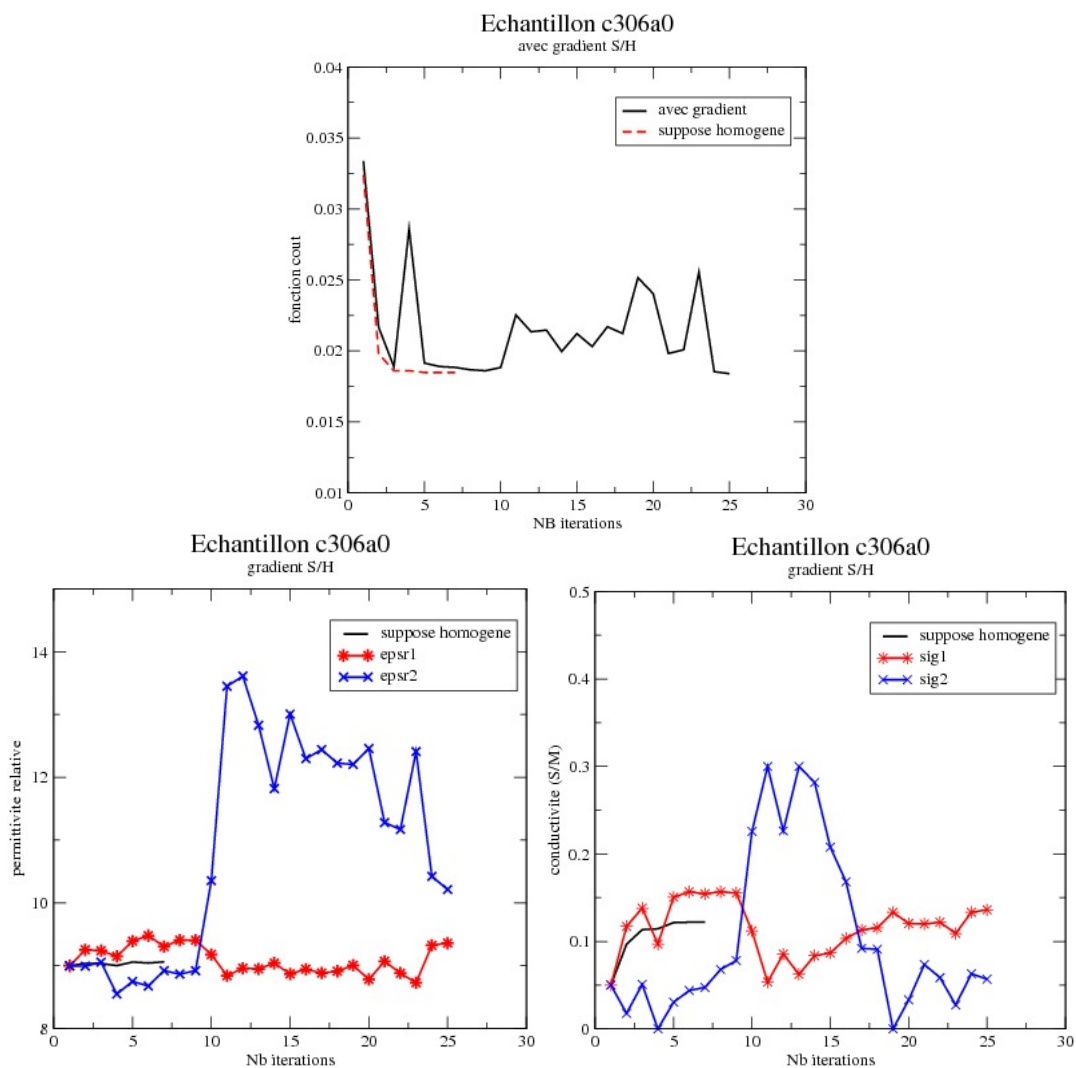 Echantillon c306a0
avec gradient S/H
0.04
0.035
0.03
0.025
0.02
0.015
0.01
fonction cout
avec gradient
suppose homogene
0 5 10 15 20 25 30
NB iterations
Echantillon c306a0
gradient S/H
14
12
10
8
permittivite relative
suppose homogene
epsr1
epsr2
0 5 10 15 20 25 30
Nb iterations
Echantillon c306a0
gradient S/H
0.5
0.4
0.3
0.2
0.1
0
conductivite (S/M)
suppose homogene
sig1
sig2
0 5 10 15 20 25 30
Nb iterations